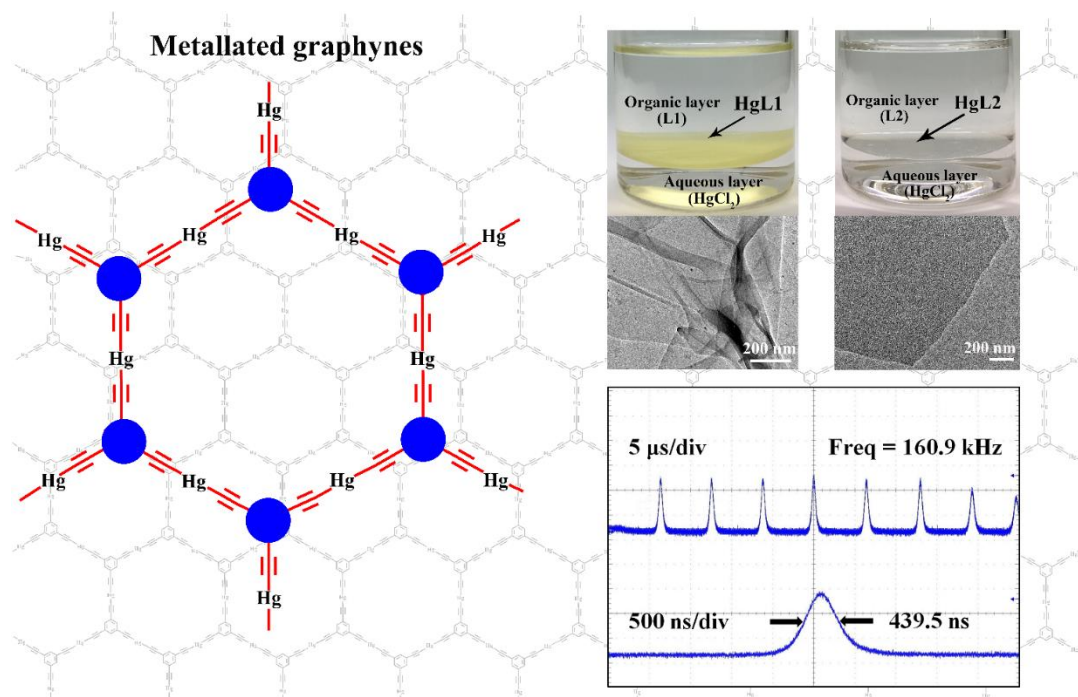 Metallated graphynes
Hg
Hg
Hg
Hg
Hg
Hg
Hg
Hg
Hg
Hg
Hg
Hg
Organic layer
(L1)
HgL1
Aqueous layer
(HgCl₂)
Organic layer
(L2)
HgL2
Aqueous layer
(HgCl₂)
200 nm
200 nm
5 μs/div
Freq = 160.9 kHz
500 ns/div
439.5 ns